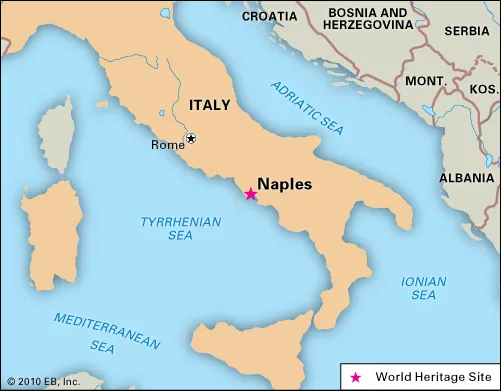 CROATIA
BOSNIA AND
HERZEGOVINA
SERBIA
MONT.
KOS.
ADRIATIC SEA
ITALY
Rome
ALBANIA
Naples
TYRRHENIAN
SEA
IONIAN
SEA
MEDITERRANEAN
SEA
© 2010 EB, Inc.
World Heritage Site